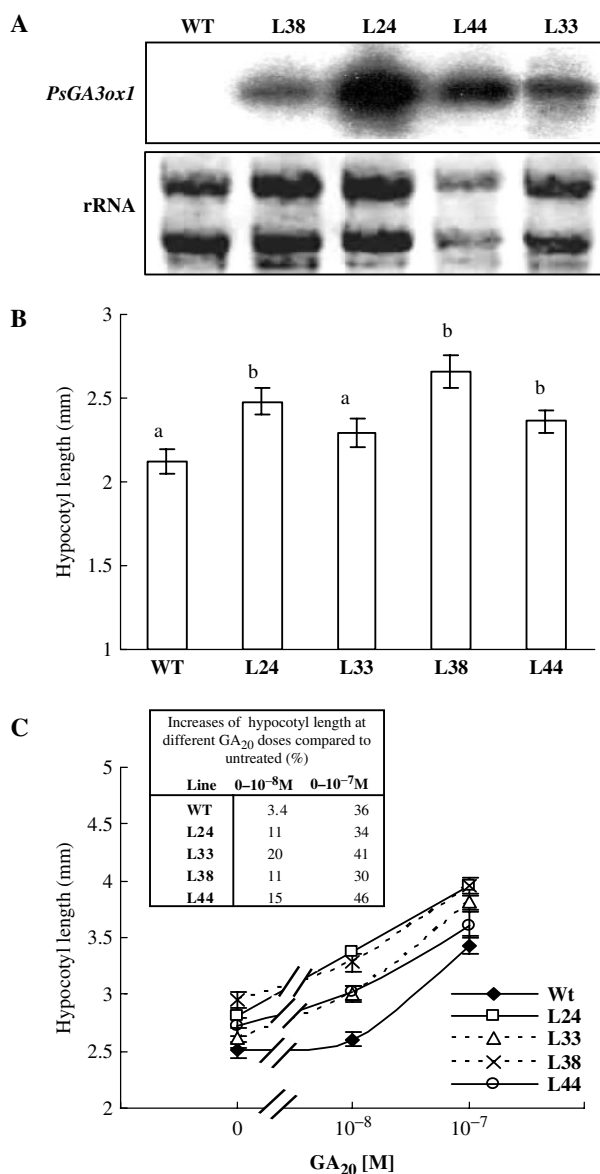 A
WT L38 L24 L44 L33
PsGA3ox1
rRNA
B
Hypocotyl length (mm)
3
2.5
2
1.5
1
a
b
a
b
b
WT L24 L33 L38 L44
C
Increases of hypocotyl length at
different GA₂₀ doses compared to
untreated (%)
Line 0–10⁻⁸M 0–10⁻⁷M
WT 3.4 36
L24 11 34
L33 20 41
L38 11 30
L44 15 46
Hypocotyl length (mm)
5
4.5
4
3.5
3
2.5
2
Wt
L24
L33
L38
L44
0 10⁻⁸ 10⁻⁷
GA₂₀ [M]